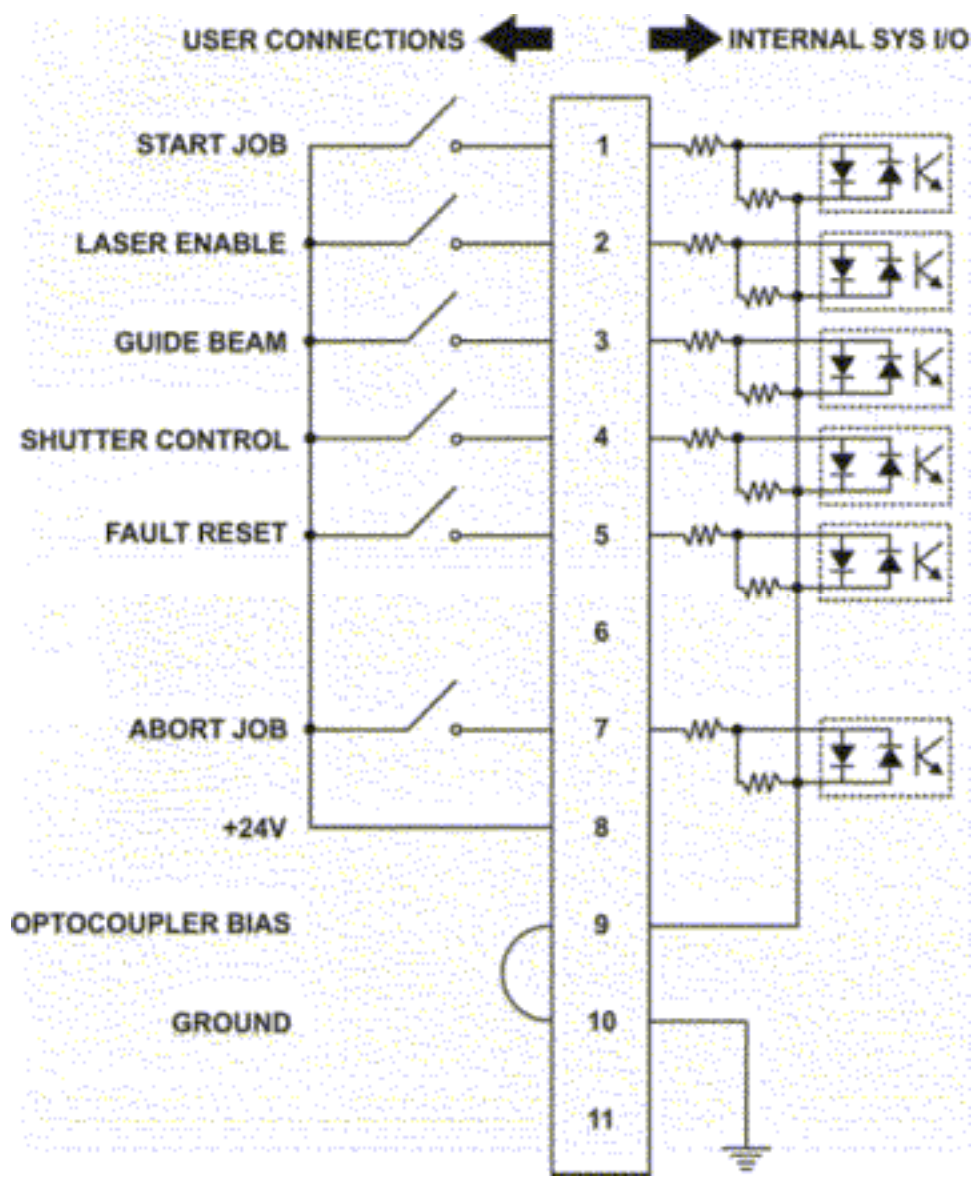 USER CONNECTIONS INTERNAL SYS I/O
START JOB 1
LASER ENABLE 2
GUIDE BEAM 3
SHUTTER CONTROL 4
FAULT RESET 5
6
ABORT JOB 7
+24V 8
OPTOCOUPLER BIAS 9
GROUND 10
11